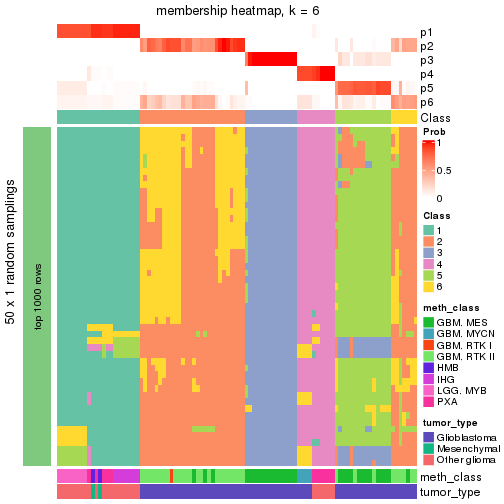 membership heatmap, k = 6
p1
p2
p3
p4
p5
p6
Class
50 x 1 random samplings
top 1000 rows
meth_class
tumor_type
Prob
1
0.5
0
Class
1
2
3
4
5
6
meth_class
GBM. MES
GBM. MYCN
GBM. RTK I
GBM. RTK II
HMB
IHG
LGG. MYB
PXA
tumor_type
Glioblastoma
Mesenchymal
Other glioma